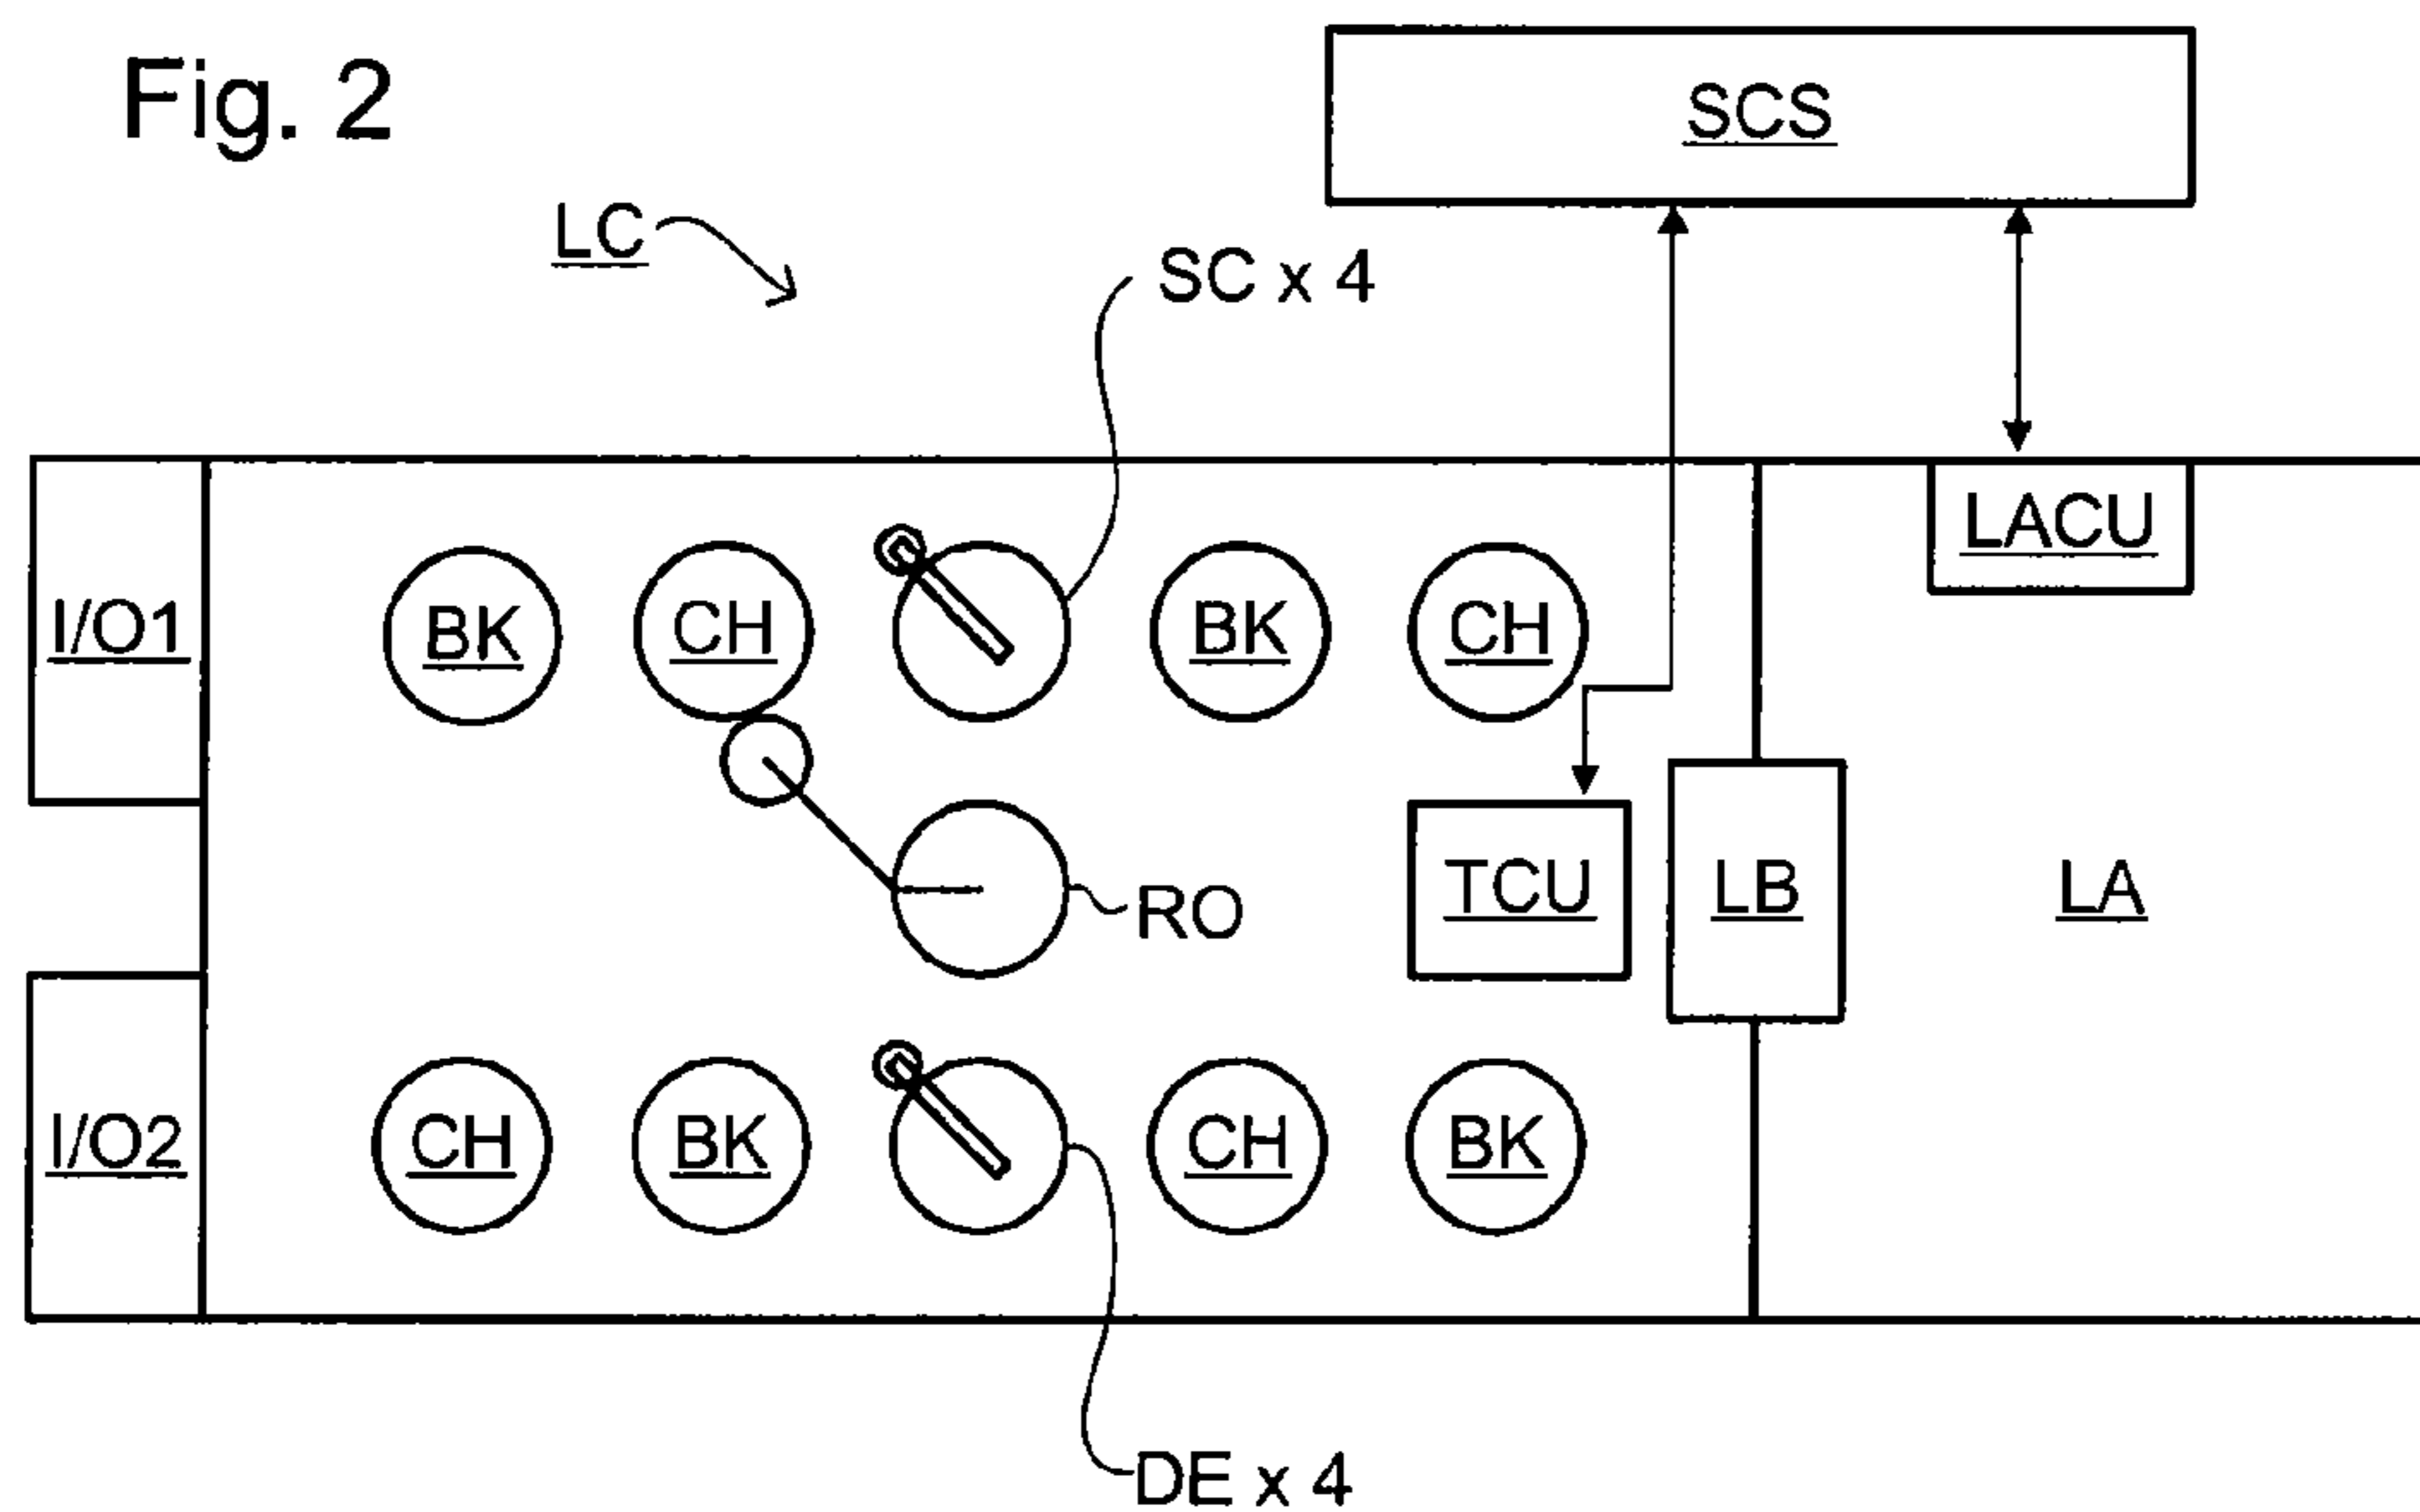 Fig. 2
SCS
LC
SC x 4
LACU
I/O1
BK
CH
BK
CH
RO
TCU
LB
LA
I/O2
CH
BK
CH
BK
DE x 4